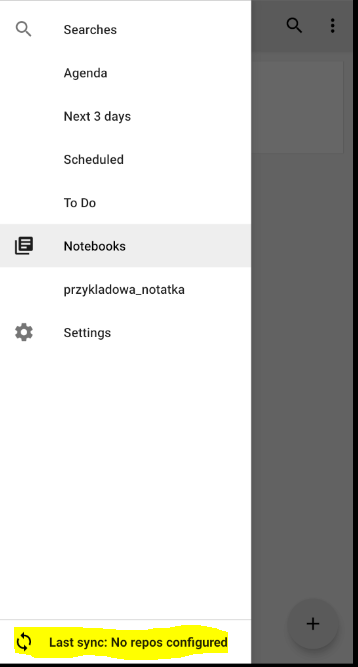 Searches
Agenda
Next 3 days
Scheduled
To Do
Notebooks
przykladowa_notatka
Settings
Last sync: No repos configured